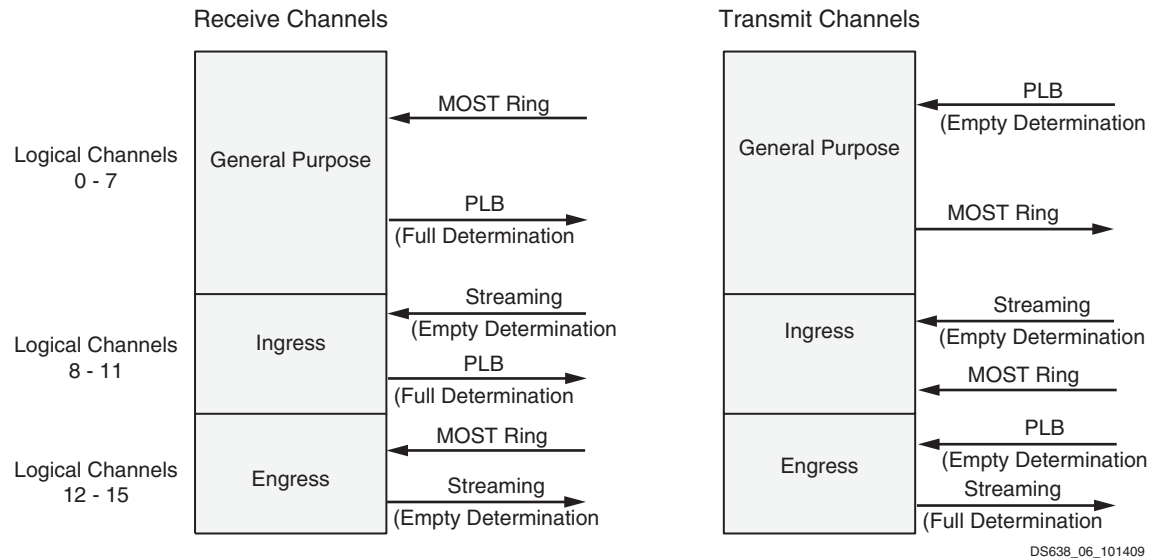 Receive Channels
Transmit Channels
Logical Channels
0 - 7
General Purpose
MOST Ring
PLB
(Full Determination
General Purpose
PLB
(Empty Determination
MOST Ring
Logical Channels
8 - 11
Ingress
Streaming
(Empty Determination
PLB
(Full Determination
Ingress
Streaming
(Empty Determination
MOST Ring
Logical Channels
12 - 15
Engress
MOST Ring
Streaming
(Empty Determination
Engress
PLB
(Empty Determination
Streaming
(Full Determination
DS638_06_101409